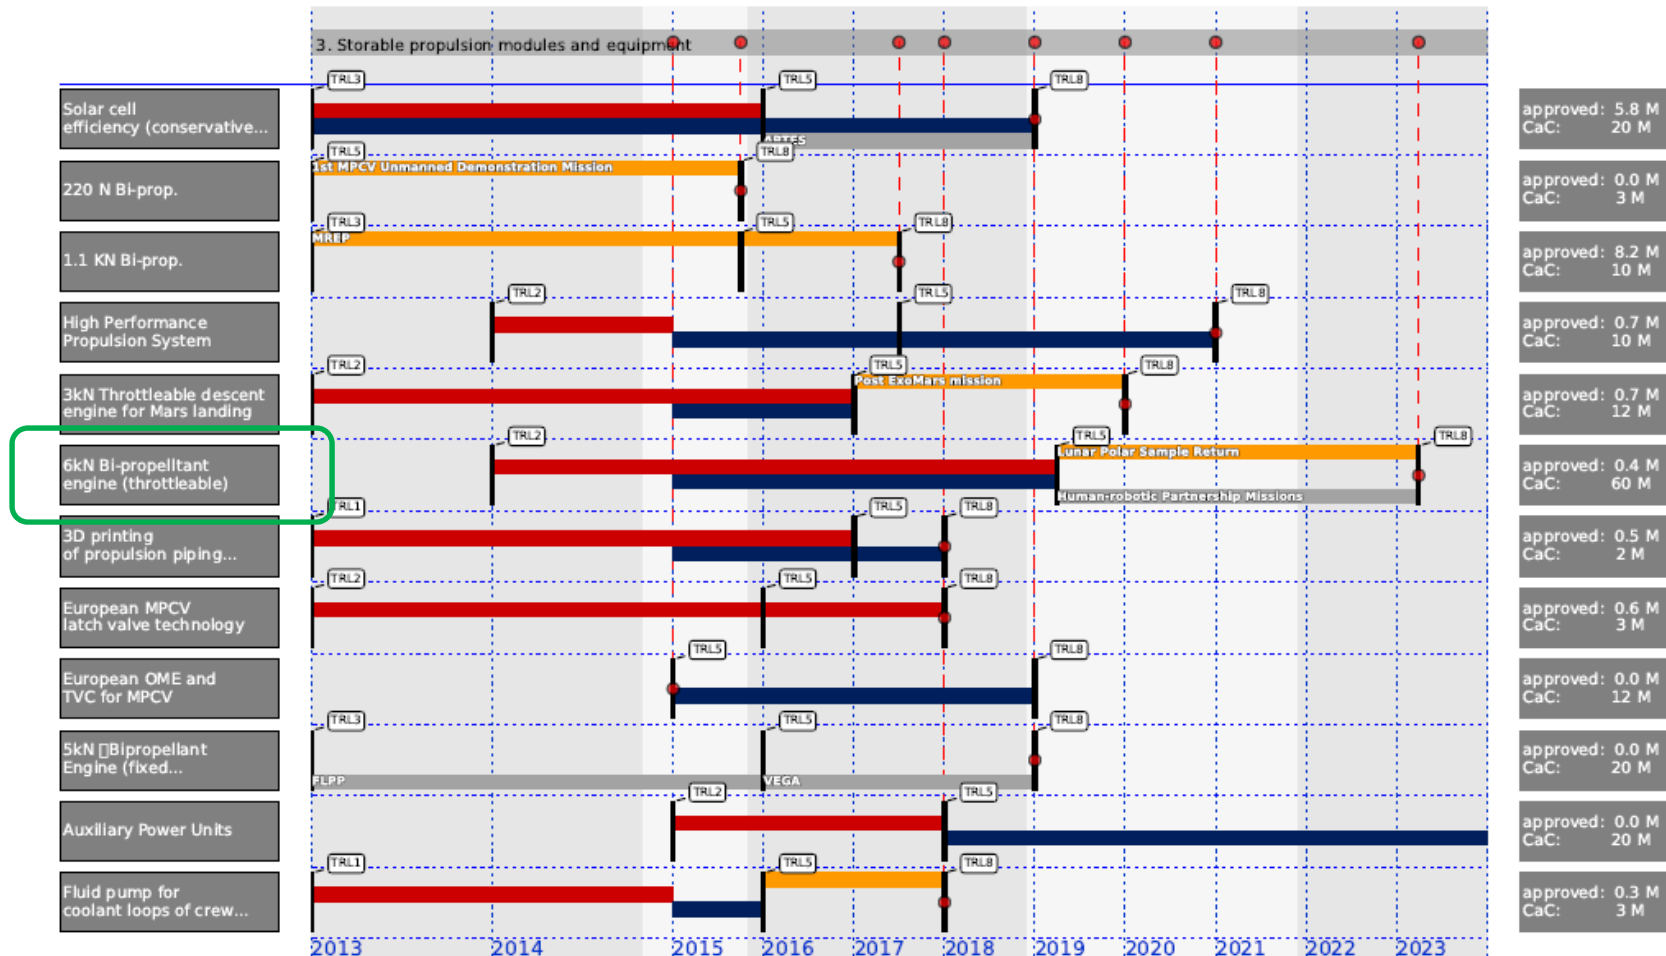 3. Storable propulsion modules and equipment
TRL3
TRL5
TRL8
Solar cell
efficiency (conservative...
ARTES
approved: 5.8 M
CaC: 20 M
TRL5
TRL8
1st MPCV Unmanned Demonstration Mission
220 N Bi-prop.
approved: 0.0 M
CaC: 3 M
TRL3
TRL5
TRL8
MREP
1.1 KN Bi-prop.
approved: 8.2 M
CaC: 10 M
TRL2
TRL5
TRL8
High Performance
Propulsion System
approved: 0.7 M
CaC: 10 M
TRL2
TRL5
TRL8
Post ExoMars mission
3kN Throttleable descent
engine for Mars landing
approved: 0.7 M
CaC: 12 M
TRL2
TRL5
TRL8
Lunar Polar Sample Return
6kN Bi-propelltant
engine (throttleable)
Human-robotic Partnership Missions
approved: 0.4 M
CaC: 60 M
TRL1
TRL5
TRL8
3D printing
of propulsion piping...
approved: 0.5 M
CaC: 2 M
TRL2
TRL5
TRL8
European MPCV
latch valve technology
approved: 0.6 M
CaC: 3 M
TRL5
TRL8
European OME and
TVC for MPCV
approved: 0.0 M
CaC: 12 M
TRL3
TRL5
TRL8
5kN Bipropellant
Engine (fixed...
FLPP
VEGA
approved: 0.0 M
CaC: 20 M
TRL2
TRL5
Auxiliary Power Units
approved: 0.0 M
CaC: 20 M
TRL1
TRL5
TRL8
Fluid pump for
coolant loops of crew...
approved: 0.3 M
CaC: 3 M
2013 2014 2015 2016 2017 2018 2019 2020 2021 2022 2023